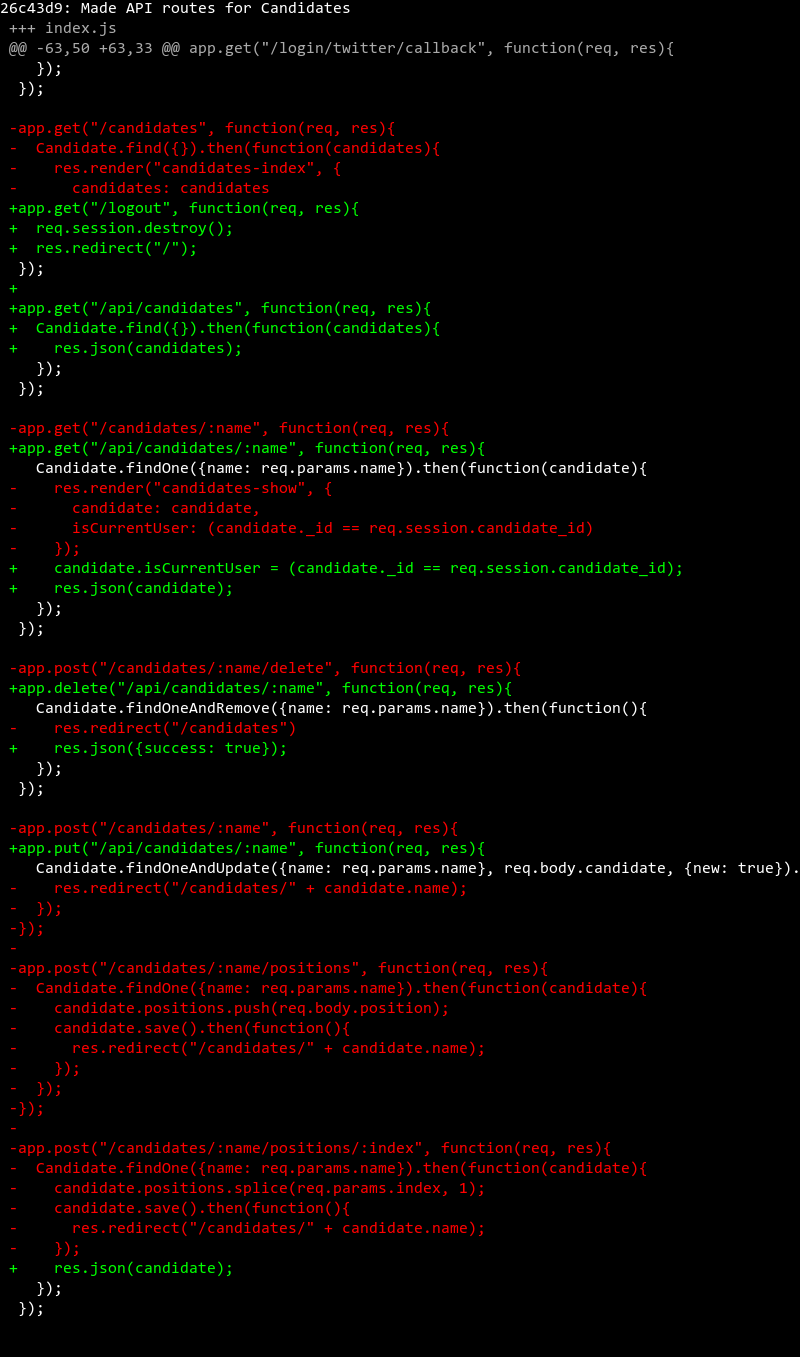 26c43d9: Made API routes for Candidates
+++ index.js
@@ -63,50 +63,33 @@ app.get("/login/twitter/callback", function(req, res){
   });
 });

-app.get("/candidates", function(req, res){
-  Candidate.find({}).then(function(candidates){
-    res.render("candidates-index", {
-      candidates: candidates
+app.get("/logout", function(req, res){
+  req.session.destroy();
+  res.redirect("/");
 });
+
+app.get("/api/candidates", function(req, res){
+  Candidate.find({}).then(function(candidates){
+    res.json(candidates);
   });
 });

-app.get("/candidates/:name", function(req, res){
+app.get("/api/candidates/:name", function(req, res){
   Candidate.findOne({name: req.params.name}).then(function(candidate){
-    res.render("candidates-show", {
-      candidate: candidate,
-      isCurrentUser: (candidate._id == req.session.candidate_id)
-    });
+    candidate.isCurrentUser = (candidate._id == req.session.candidate_id);
+    res.json(candidate);
   });
 });

-app.post("/candidates/:name/delete", function(req, res){
+app.delete("/api/candidates/:name", function(req, res){
   Candidate.findOneAndRemove({name: req.params.name}).then(function(){
-    res.redirect("/candidates")
+    res.json({success: true});
   });
 });

-app.post("/candidates/:name", function(req, res){
+app.put("/api/candidates/:name", function(req, res){
   Candidate.findOneAndUpdate({name: req.params.name}, req.body.candidate, {new: true}).
-    res.redirect("/candidates/" + candidate.name);
-  });
-});
-
-app.post("/candidates/:name/positions", function(req, res){
-  Candidate.findOne({name: req.params.name}).then(function(candidate){
-    candidate.positions.push(req.body.position);
-    candidate.save().then(function(){
-      res.redirect("/candidates/" + candidate.name);
-    });
-  });
-});
-
-app.post("/candidates/:name/positions/:index", function(req, res){
-  Candidate.findOne({name: req.params.name}).then(function(candidate){
-    candidate.positions.splice(req.params.index, 1);
-    candidate.save().then(function(){
-      res.redirect("/candidates/" + candidate.name);
-    });
+    res.json(candidate);
   });
 });